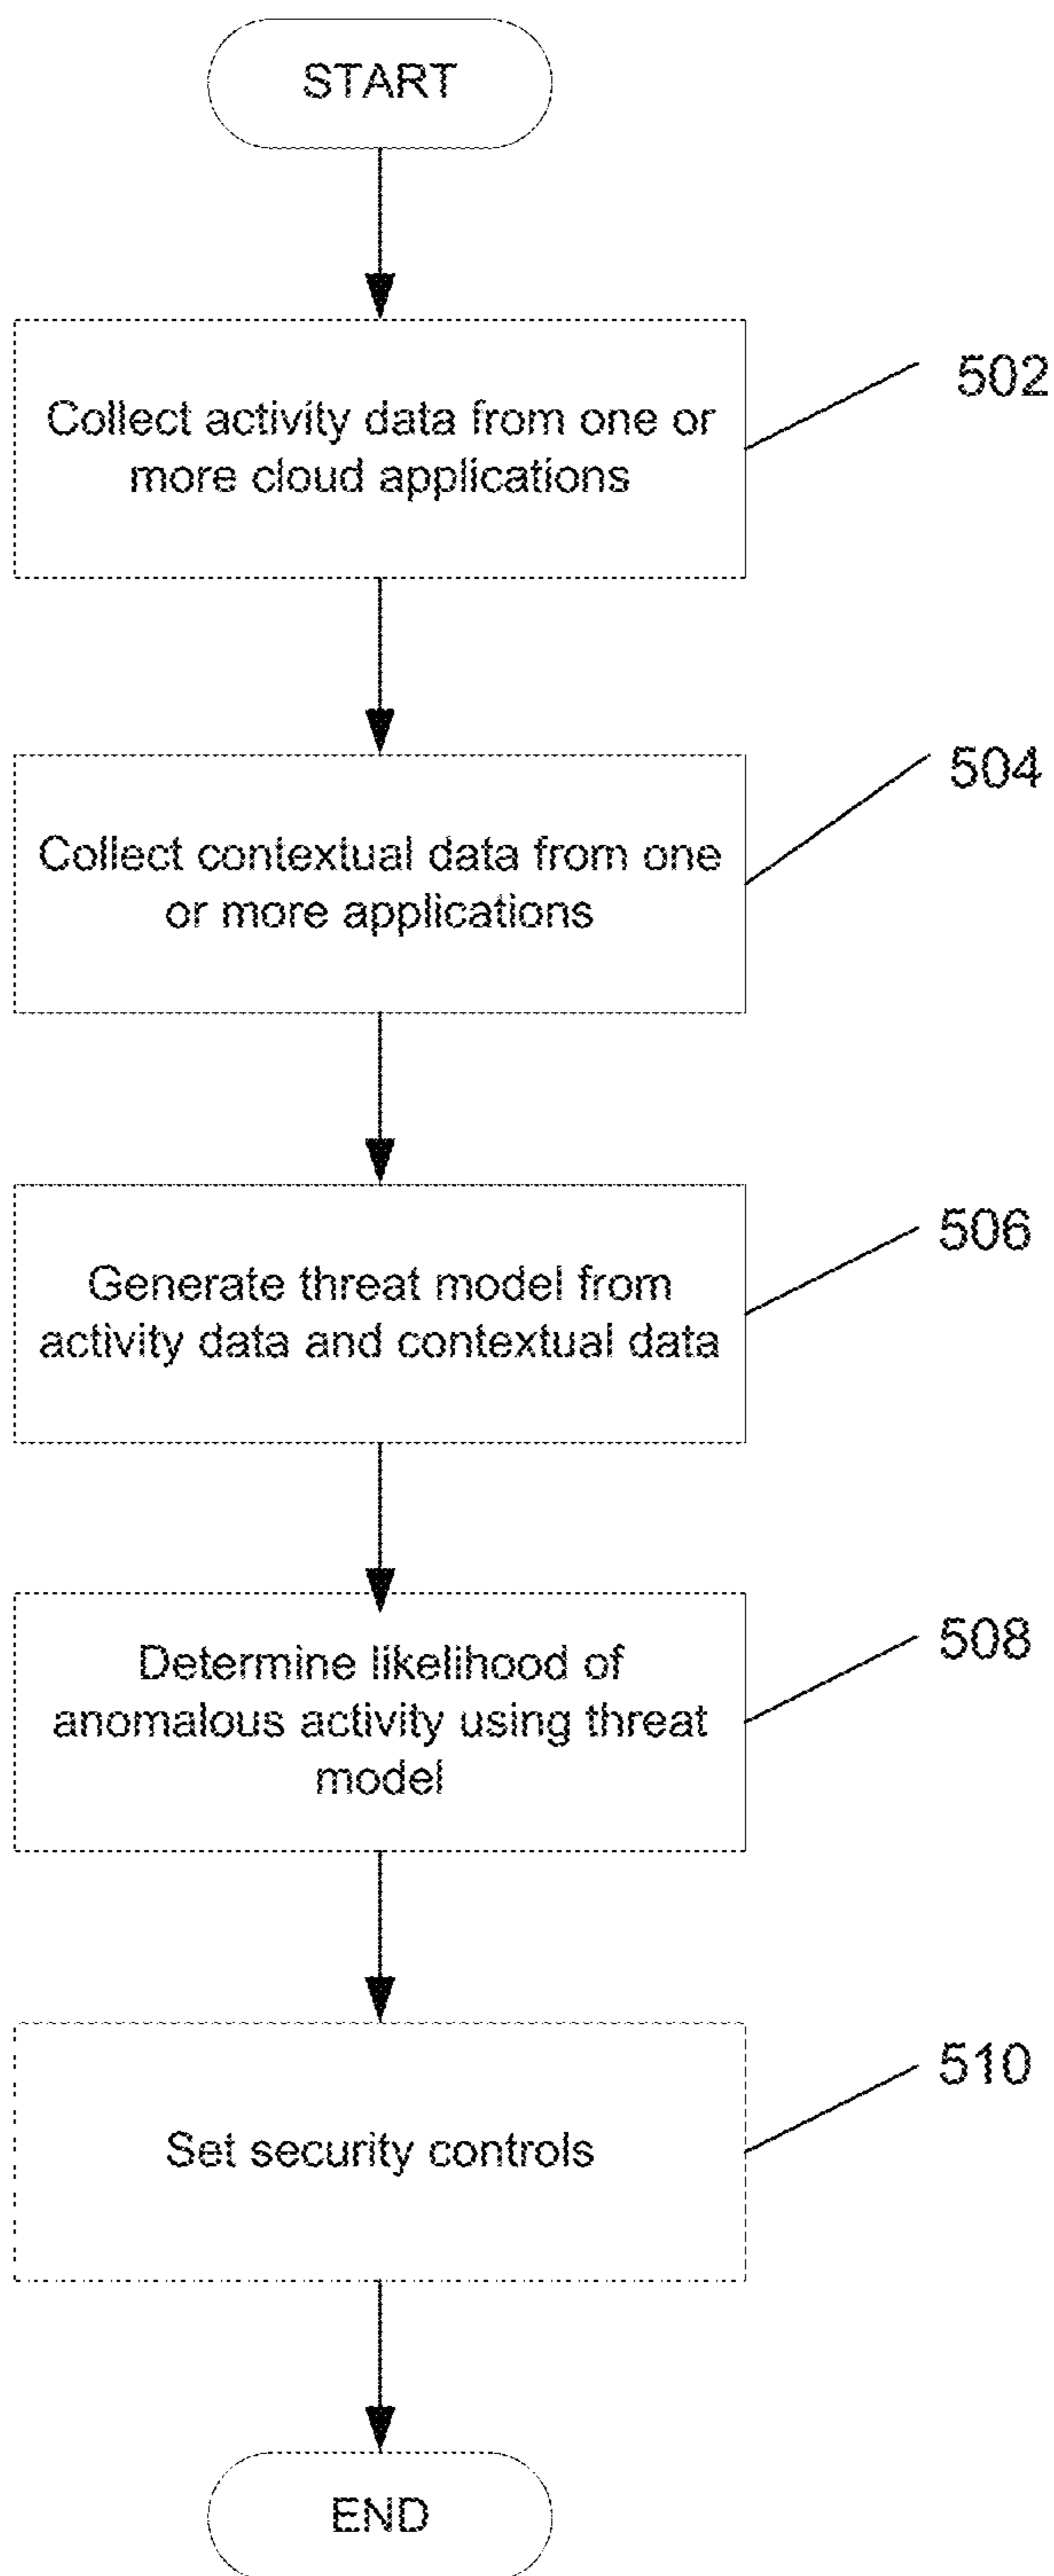 START
Collect activity data from one or
more cloud applications
502
Collect contextual data from one
or more applications
504
Generate threat model from
activity data and contextual data
506
Determine likelihood of
anomalous activity using threat
model
508
Set security controls
510
END